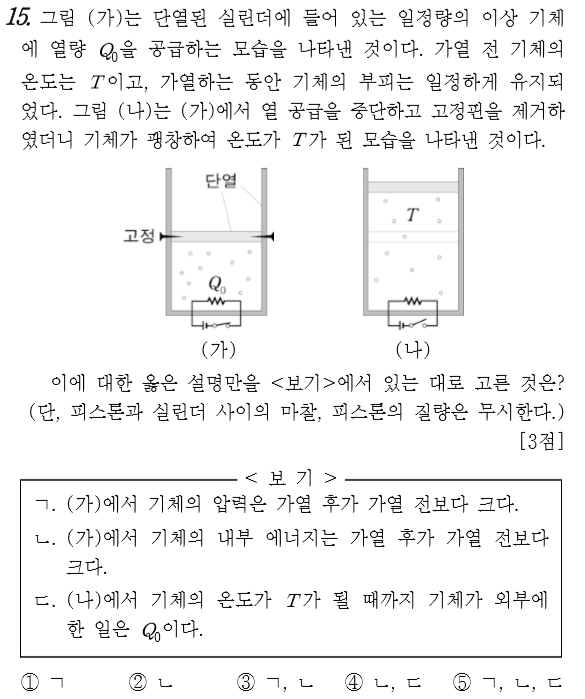 15. 그림 (가)는 단열된 실린더에 들어 있는 일정량의 이상 기체
에 열량 Q₀을 공급하는 모습을 나타낸 것이다. 가열 전 기체의
온도는 T이고, 가열하는 동안 기체의 부피는 일정하게 유지되
었다. 그림 (나)는 (가)에서 열 공급을 중단하고 고정핀을 제거하
였더니 기체가 팽창하여 온도가 T가 된 모습을 나타낸 것이다.
단열
고정
T
Q₀
(가) (나)
이에 대한 옳은 설명만을 <보기>에서 있는 대로 고른 것은?
(단, 피스톤과 실린더 사이의 마찰, 피스톤의 질량은 무시한다.)
[3점]
< 보 기 >
ㄱ. (가)에서 기체의 압력은 가열 후가 가열 전보다 크다.
ㄴ. (가)에서 기체의 내부 에너지는 가열 후가 가열 전보다
크다.
ㄷ. (나)에서 기체의 온도가 T가 될 때까지 기체가 외부에
한 일은 Q₀이다.
① ㄱ ② ㄴ ③ ㄱ, ㄴ ④ ㄴ, ㄷ ⑤ ㄱ, ㄴ, ㄷ